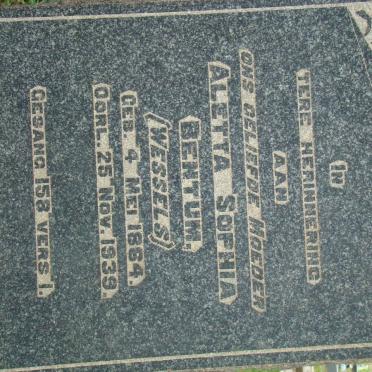 In
TERE HERINNERING
AAN
ONS GELIEFDE MOEDER
ALETTA SOPHIA
BENTUM.
(WESSELS)
GEB. 4 MEI 1884.
OORL. 25 NOV. 1939.
GESANG 158 VERS 1.